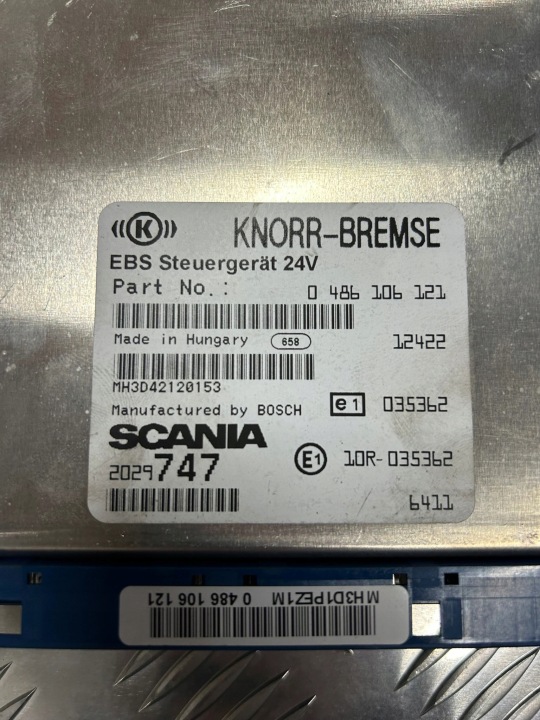 ((K)) KNORR-BREMSE
EBS Steuergerät 24V
Part No.: 0 486 106 121
Made in Hungary 658 12422
MH3D42120153
Manufactured by BOSCH e1 035362
SCANIA
2029747 E1 10R-035362
6411
MH3D1PEZ1M 0 486 106 121